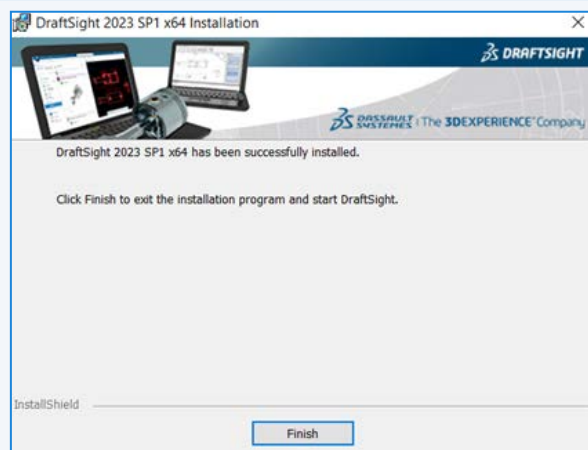 DraftSight 2023 SP1 x64 Installation
DRAFTSIGHT
DASSAULT SYSTEMES | The 3DEXPERIENCE® Company
DraftSight 2023 SP1 x64 has been successfully installed.
Click Finish to exit the installation program and start DraftSight.
InstallShield
Finish